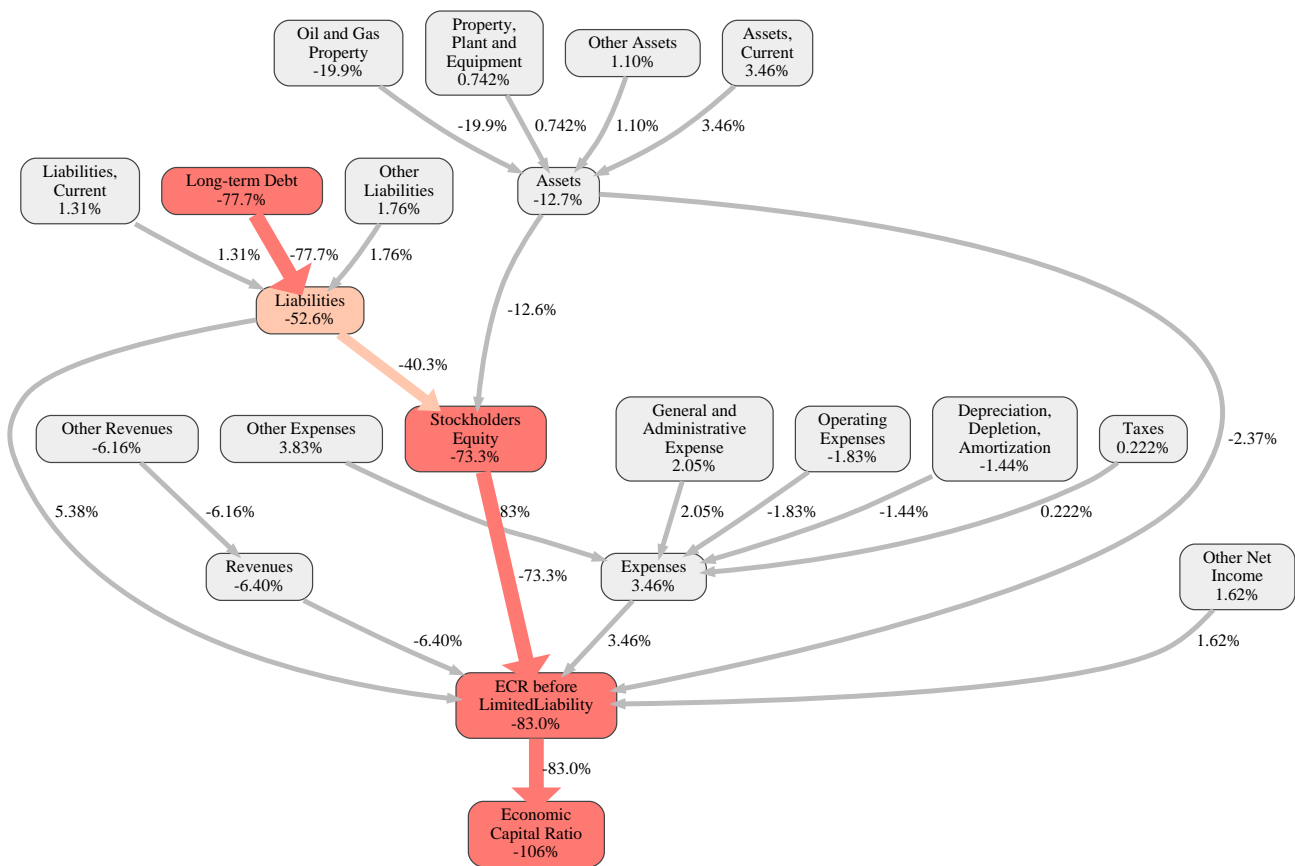 Oil and Gas
Property
-19.9%
Property,
Plant and
Equipment
0.742%
Other Assets
1.10%
Assets,
Current
3.46%
-19.9%
0.742%
1.10%
3.46%
Liabilities,
Current
1.31%
Long-term Debt
-77.7%
Other
Liabilities
1.76%
Assets
-12.7%
1.31%
-77.7%
1.76%
Liabilities
-52.6%
-12.6%
-40.3%
Other Revenues
-6.16%
Other Expenses
3.83%
Stockholders
Equity
-73.3%
General and
Administrative
Expense
2.05%
Operating
Expenses
-1.83%
Depreciation,
Depletion,
Amortization
-1.44%
Taxes
0.222%
-2.37%
5.38%
-6.16%
83%
2.05%
-1.83%
-1.44%
0.222%
Revenues
-6.40%
-73.3%
Expenses
3.46%
Other Net
Income
1.62%
-6.40%
3.46%
1.62%
ECR before
LimitedLiability
-83.0%
-83.0%
Economic
Capital Ratio
-106%